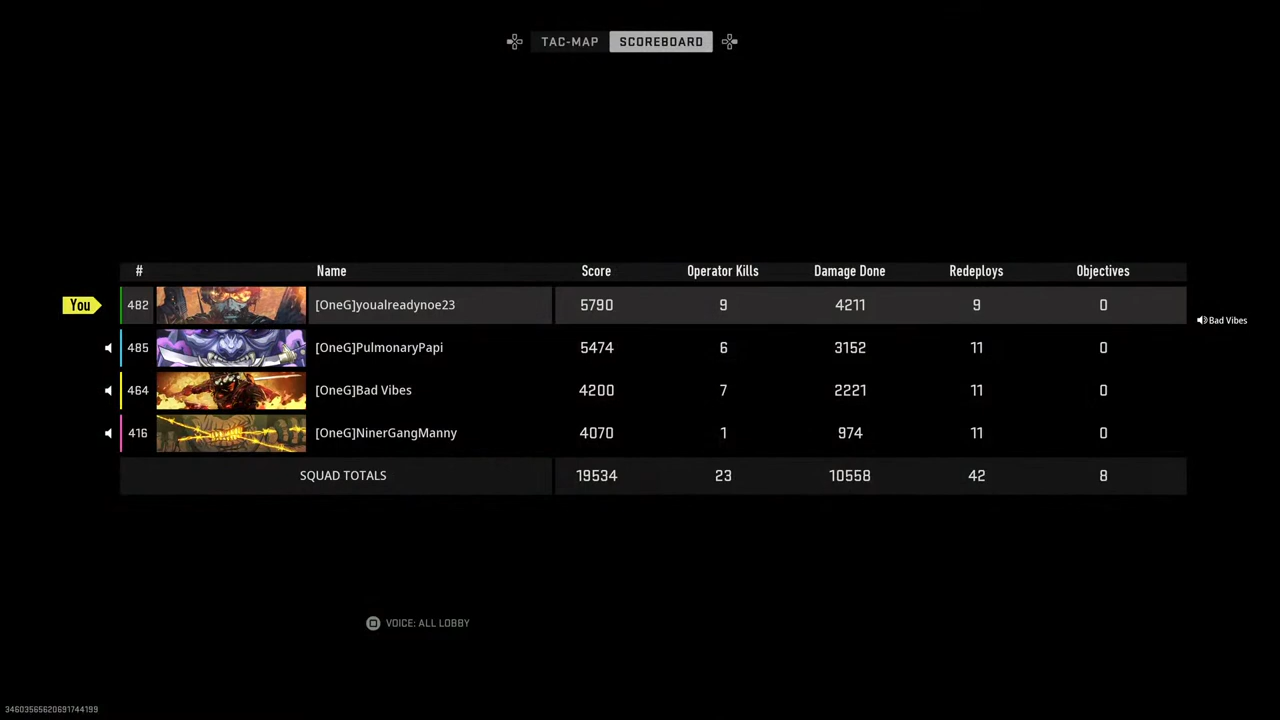 TAC-MAP SCOREBOARD
# Name Score Operator Kills Damage Done Redeploys Objectives
You 482 [OneG]youalreadynoe23 5790 9 4211 9 0
Bad Vibes
485 [OneG]PulmonaryPapi 5474 6 3152 11 0
464 [OneG]Bad Vibes 4200 7 2221 11 0
416 [OneG]NinerGangManny 4070 1 974 11 0
SQUAD TOTALS 19534 23 10558 42 8
VOICE: ALL LOBBY
34603565620691744199